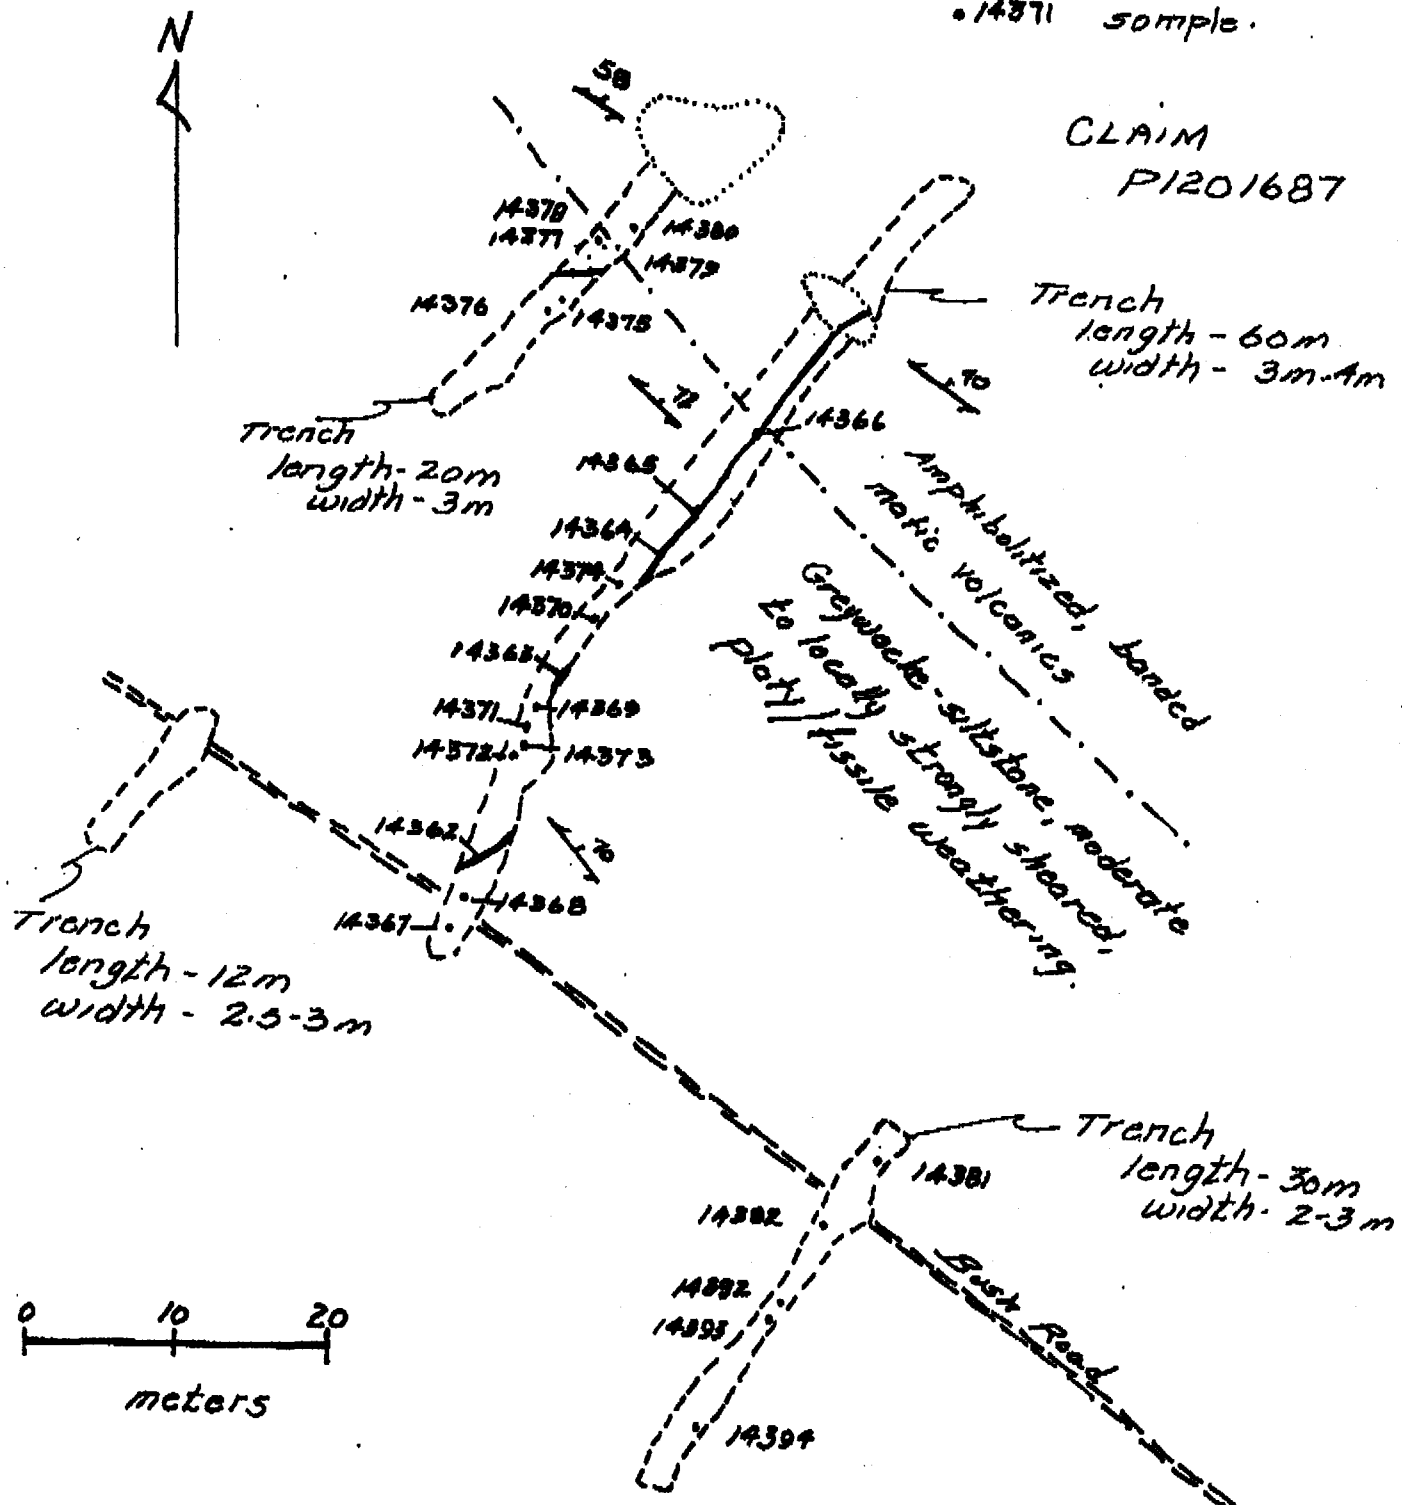 N
14371 sample.
CLAIM
P1201687
58
14378
14377
14380
14379
14376
14375
Trench
length - 60m
width - 3m-4m
70
72
14366
Trench
length - 20m
width - 3m
14365
14364
14374
14370
14363
14371
14369
14372
14373
Amphibolitized, banded
mafic volcanics
Greywacke-siltstone, moderate
to locally strongly sheared,
platy/fissile weathering.
14362
70
14368
14367
Trench
length - 12m
width - 2.5-3m
Trench
length - 30m
width - 2-3m
14381
14382
14392
14393
14394
Bush Road
0 10 20
meters